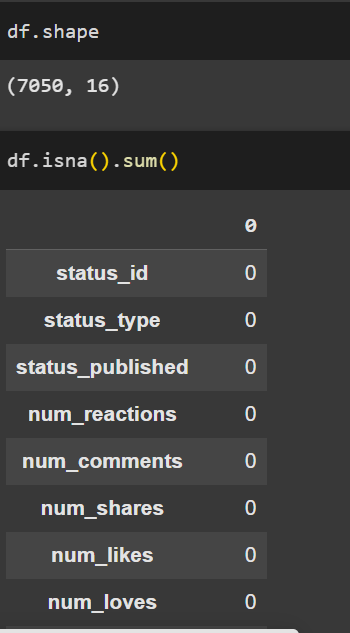 df.shape
(7050, 16)
df.isna().sum()
0
status_id 0
status_type 0
status_published 0
num_reactions 0
num_comments 0
num_shares 0
num_likes 0
num_loves 0